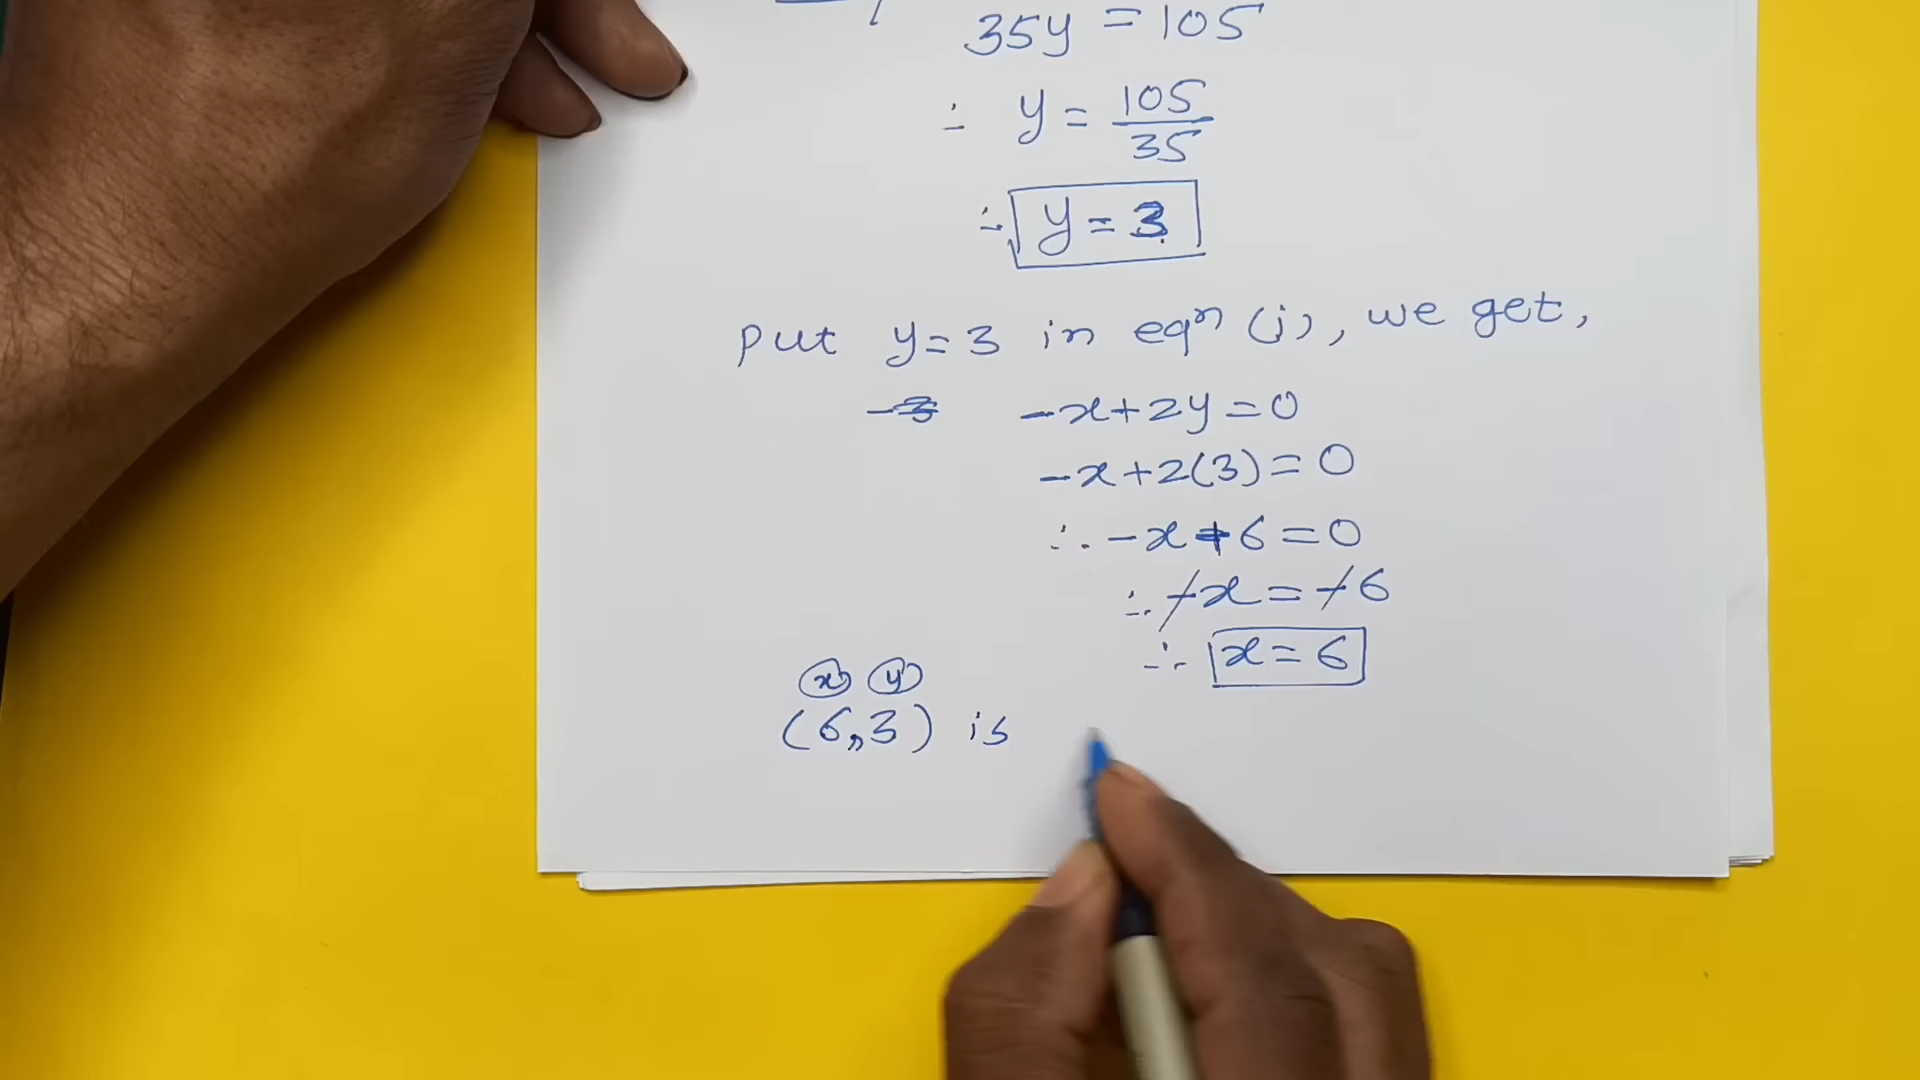 35y = 105
∴ y = 105/35
∴ y = 3
Put y=3 in eqn (i), we get,
-3 -x+2y=0
-x+2(3)=0
∴ -x+6=0
∴ -x=-6
∴ x=6
x y
(6,3) is